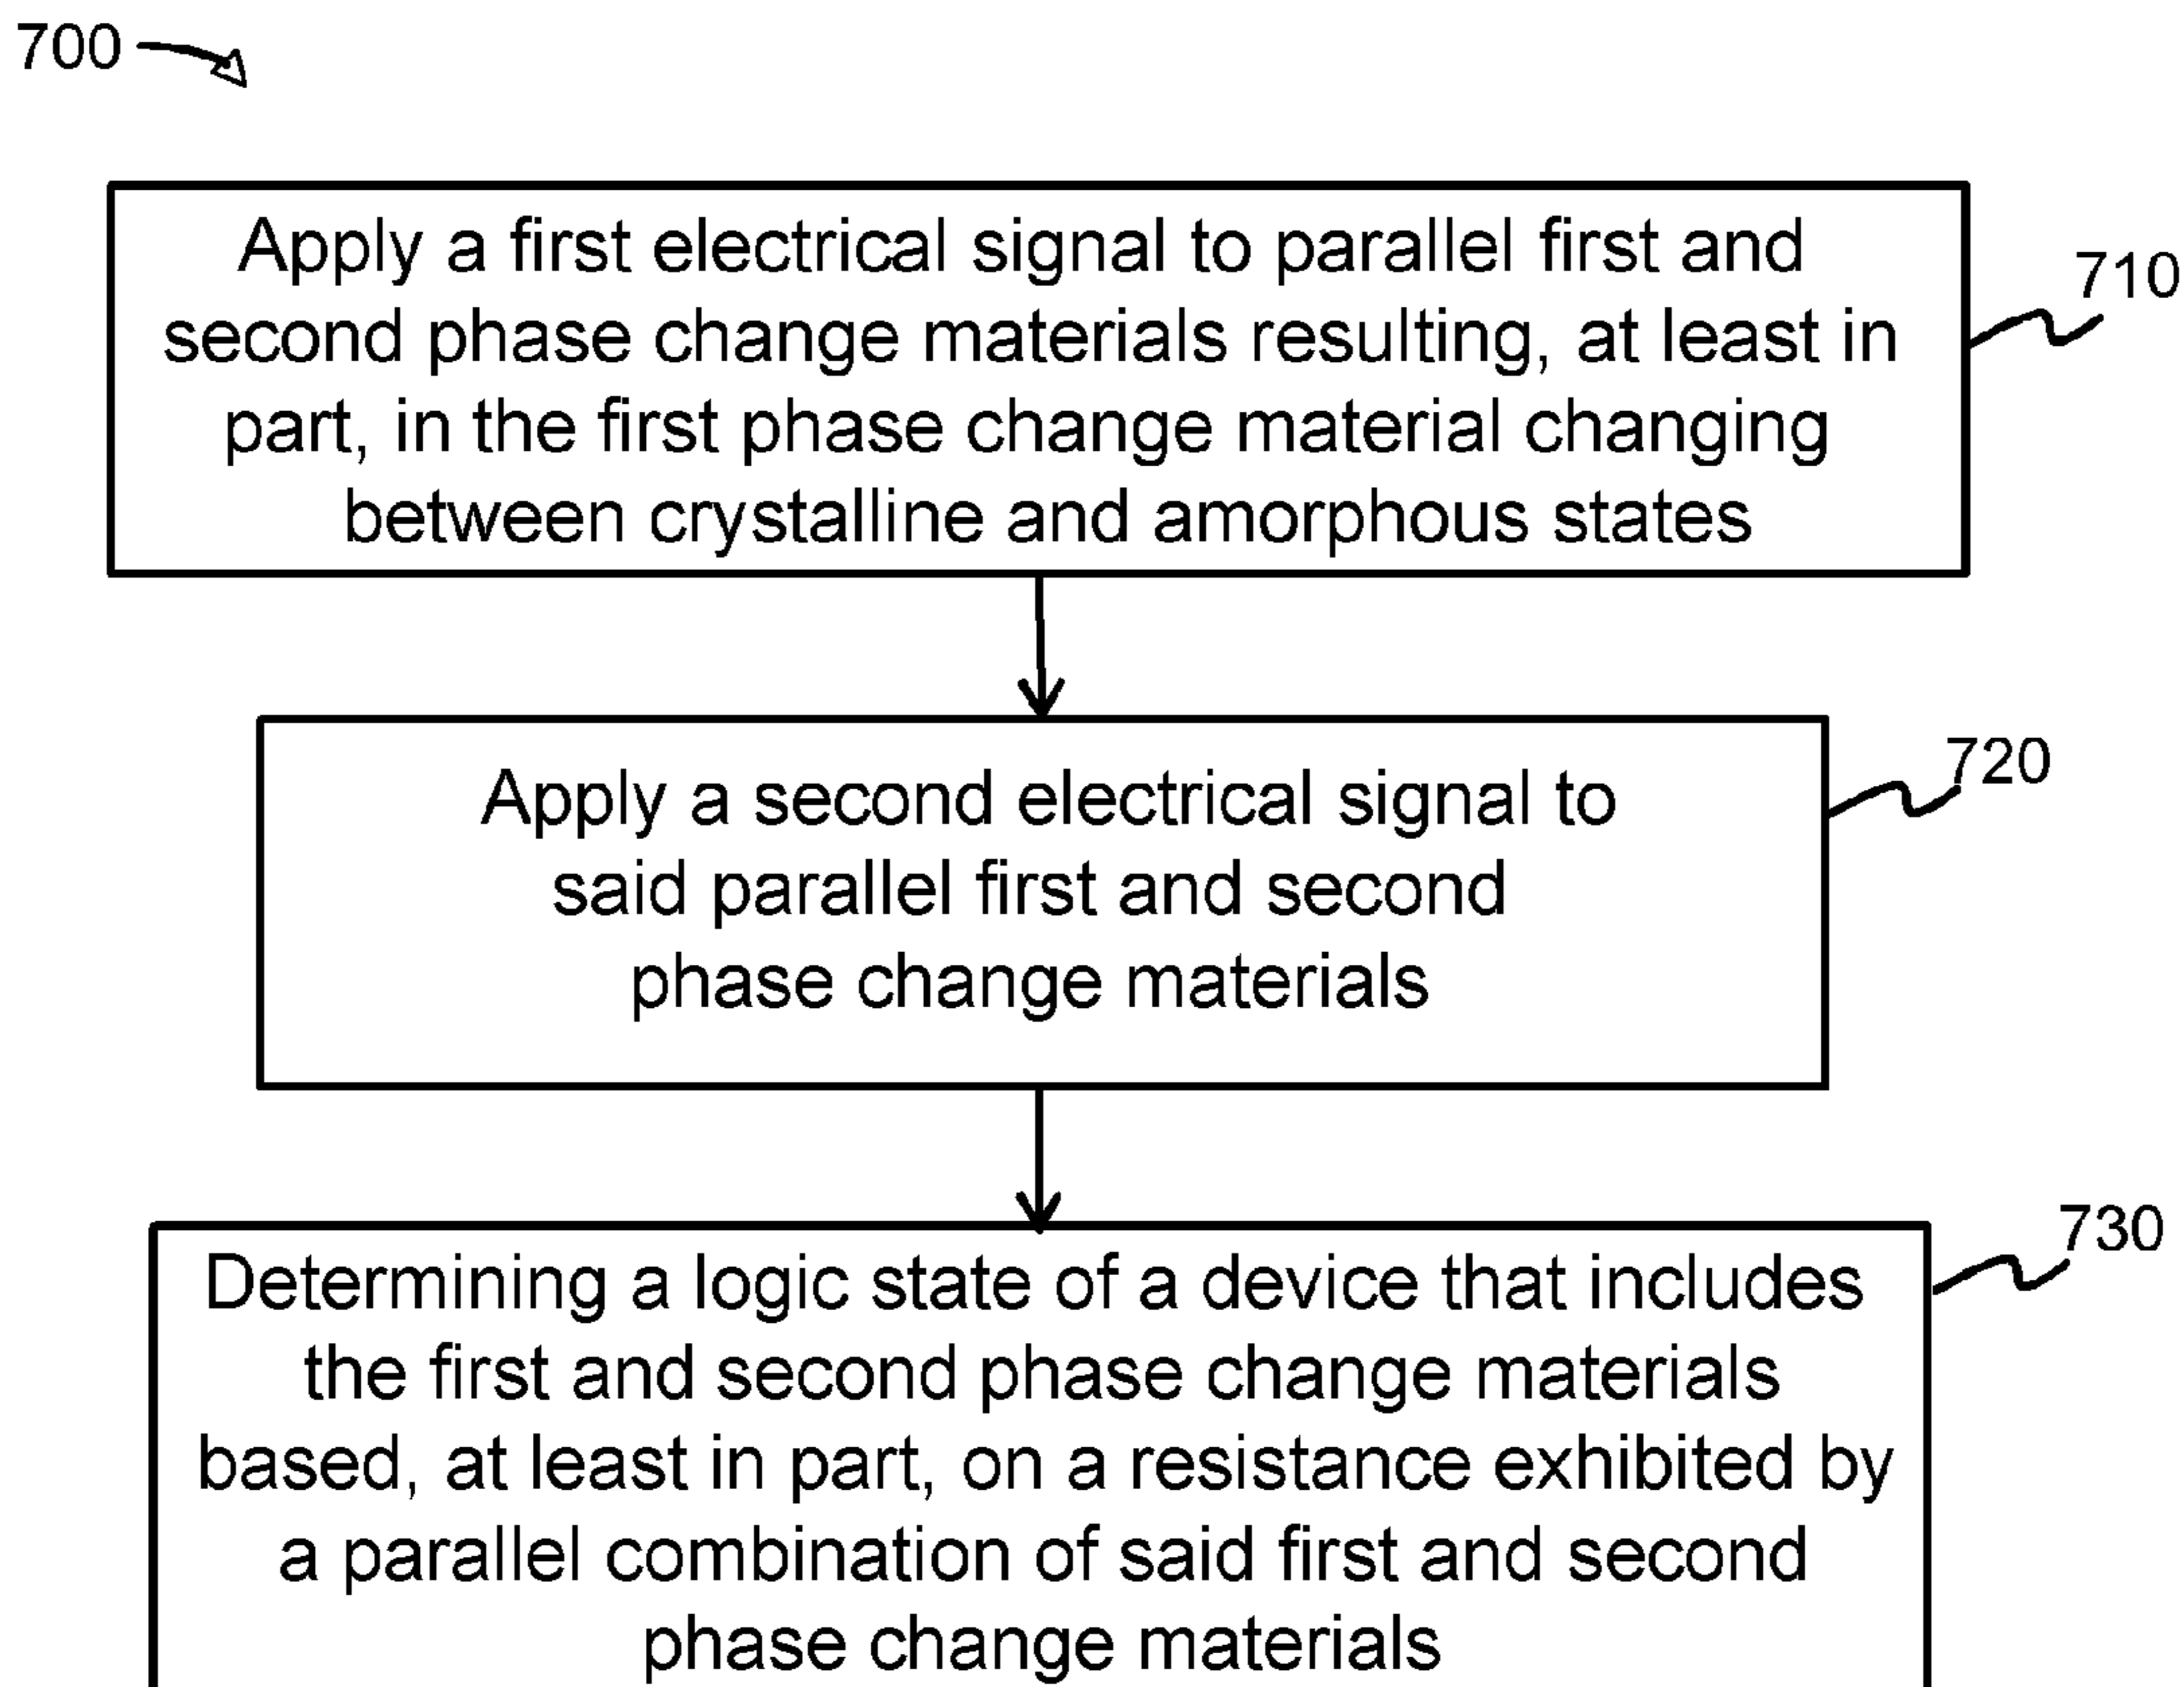 700
Apply a first electrical signal to parallel first and
second phase change materials resulting, at least in
part, in the first phase change material changing
between crystalline and amorphous states
710
Apply a second electrical signal to
said parallel first and second
phase change materials
720
Determining a logic state of a device that includes
the first and second phase change materials
based, at least in part, on a resistance exhibited by
a parallel combination of said first and second
phase change materials
730